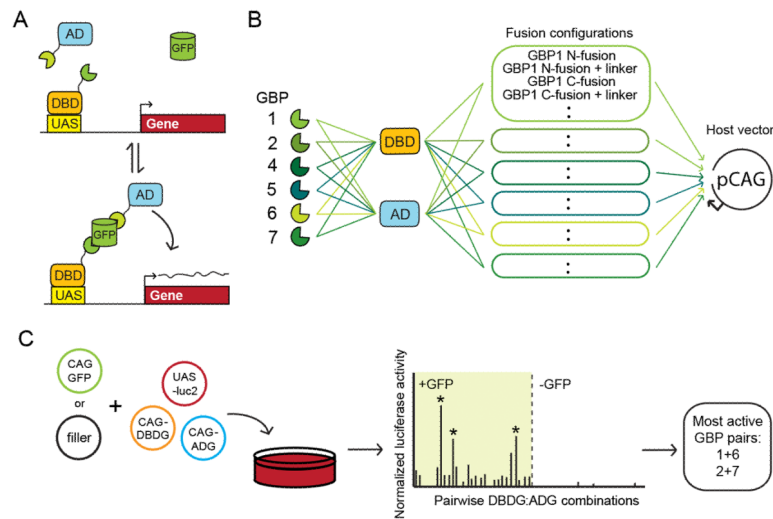 A
AD
GFP
DBD
UAS
Gene
AD
GFP
DBD
UAS
Gene
B
GBP
1
2
4
5
6
7
DBD
AD
Fusion configurations
GBP1 N-fusion
GBP1 N-fusion + linker
GBP1 C-fusion
GBP1 C-fusion + linker
Host vector
pCAG
C
CAG
GFP
or
filler
+
UAS
-luc2
CAG-
DBDG
CAG-
ADG
Normalized luciferase activity
+GFP
-GFP
* * *
Pairwise DBDG:ADG combinations
Most active
GBP pairs:
1+6
2+7